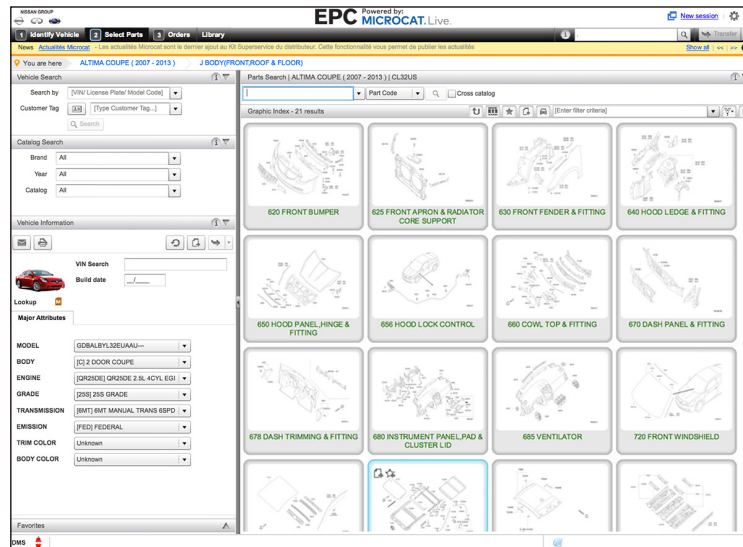 NISSAN GROUP
EPC Powered by: MICROCAT.Live.
New session
1 Identify Vehicle
2 Select Parts
3 Orders
Library
Transfer
News Actualités Microcat - Les actualités Microcat sont le dernier ajout au Kit Superservice du distributeur. Cette fonctionnalité vous permet de publier les actualités
Show all << >>
You are here
ALTIMA COUPE ( 2007 - 2013 )
J BODY(FRONT,ROOF & FLOOR)
Vehicle Search
Search by [VIN/ License Plate/ Model Code]
Customer Tag [Type Customer Tag...]
Search
Catalog Search
Brand All
Year All
Catalog All
Vehicle Information
VIN Search
Build date _/____
Lookup
Major Attributes
MODEL GDBALBYL32EUAAU---
BODY [C] 2 DOOR COUPE
ENGINE [QR25DE] QR25DE 2.5L 4CYL EGI
GRADE [25S] 25S GRADE
TRANSMISSION [6MT] 6MT MANUAL TRANS 6SPD
EMISSION [FED] FEDERAL
TRIM COLOR Unknown
BODY COLOR Unknown
Favorites
DMS
Parts Search | ALTIMA COUPE ( 2007 - 2013 ) | CL32US
Part Code
Cross catalog
Graphic Index - 21 results
[Enter filter criteria]
620 FRONT BUMPER
625 FRONT APRON & RADIATOR
CORE SUPPORT
630 FRONT FENDER & FITTING
640 HOOD LEDGE & FITTING
650 HOOD PANEL,HINGE &
FITTING
656 HOOD LOCK CONTROL
660 COWL TOP & FITTING
670 DASH PANEL & FITTING
678 DASH TRIMMING & FITTING
680 INSTRUMENT PANEL,PAD &
CLUSTER LID
685 VENTILATOR
720 FRONT WINDSHIELD